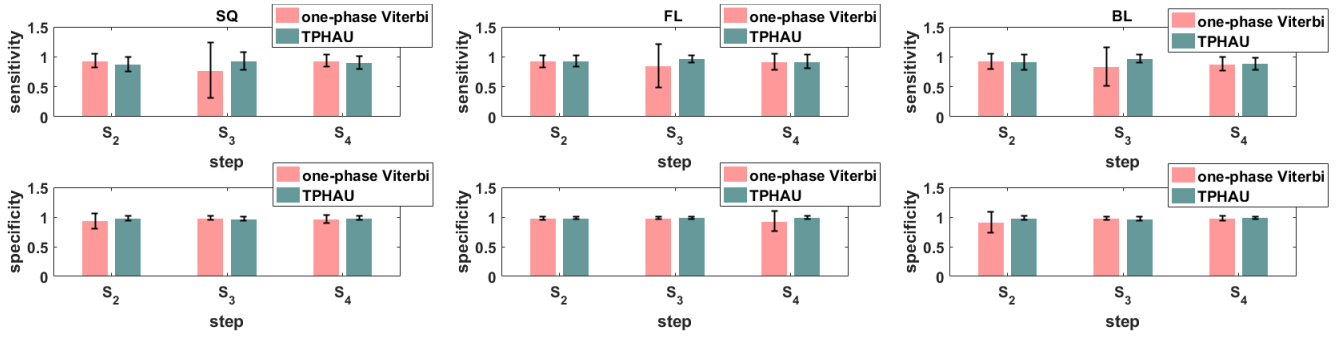 SQ
one-phase Viterbi
TPHAU
sensitivity
1.5
1
0.5
0
S2
S3
S4
step
FL
one-phase Viterbi
TPHAU
sensitivity
1.5
1
0.5
0
S2
S3
S4
step
BL
one-phase Viterbi
TPHAU
sensitivity
1.5
1
0.5
0
S2
S3
S4
step
one-phase Viterbi
TPHAU
specificity
1.5
1
0.5
0
S2
S3
S4
step
one-phase Viterbi
TPHAU
specificity
1.5
1
0.5
0
S2
S3
S4
step
one-phase Viterbi
TPHAU
specificity
1.5
1
0.5
0
S2
S3
S4
step